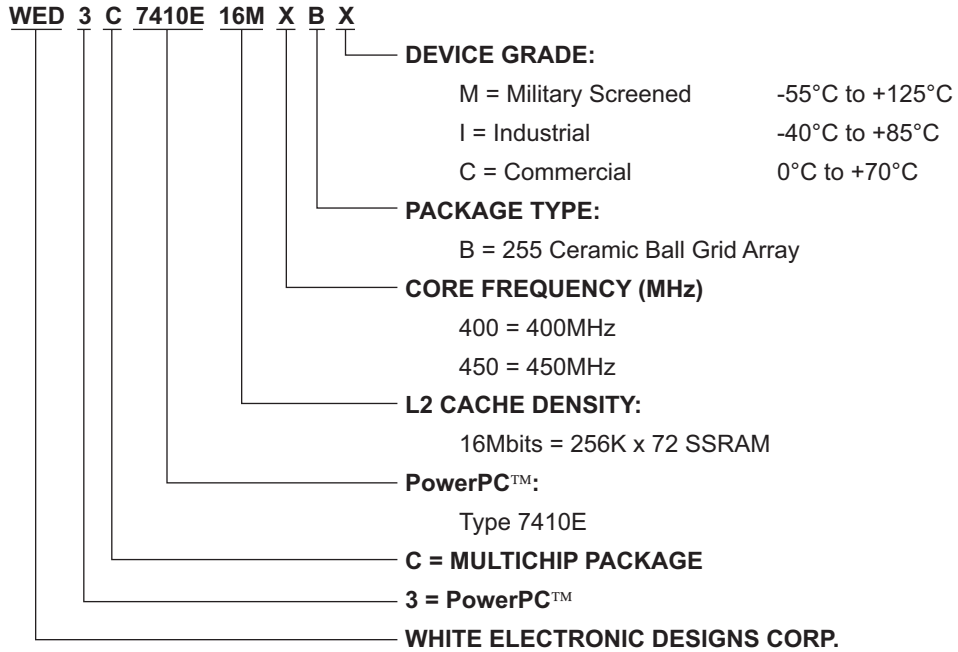 WED 3 C 7410E 16M X B X
DEVICE GRADE:
M = Military Screened -55°C to +125°C
I = Industrial -40°C to +85°C
C = Commercial 0°C to +70°C
PACKAGE TYPE:
B = 255 Ceramic Ball Grid Array
CORE FREQUENCY (MHz)
400 = 400MHz
450 = 450MHz
L2 CACHE DENSITY:
16Mbits = 256K x 72 SSRAM
PowerPC™:
Type 7410E
C = MULTICHIP PACKAGE
3 = PowerPC™
WHITE ELECTRONIC DESIGNS CORP.